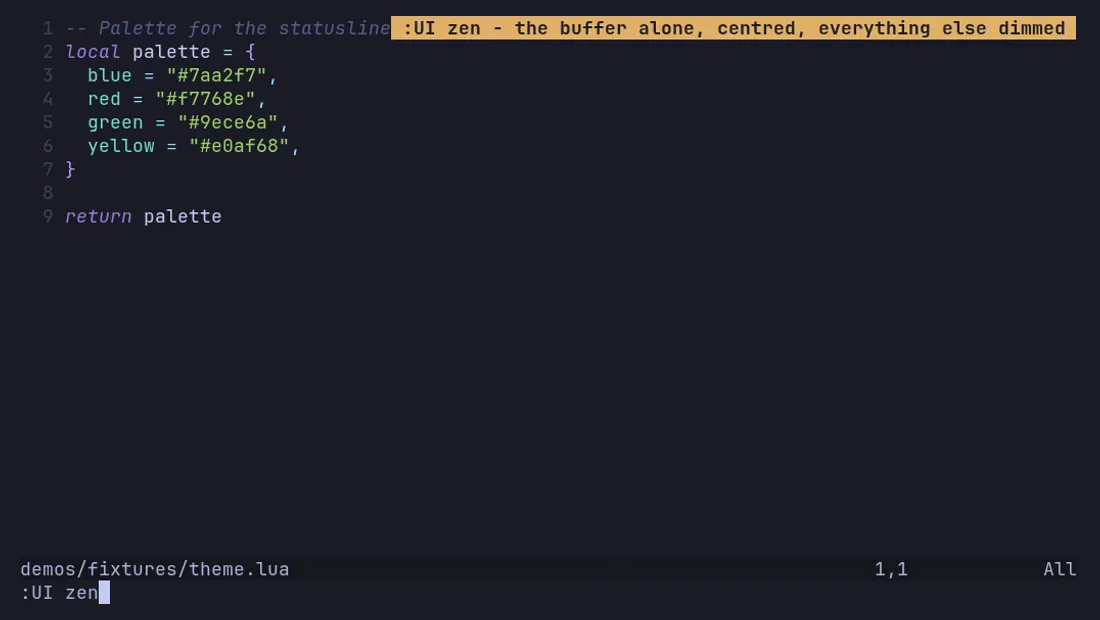 1 -- Palette for the statusline :UI zen - the buffer alone, centred, everything else dimmed
2 local palette = {
3   blue = "#7aa2f7",
4   red = "#f7768e",
5   green = "#9ece6a",
6   yellow = "#e0af68",
7 }
8
9 return palette
demos/fixtures/theme.lua 1,1 All
:UI zen